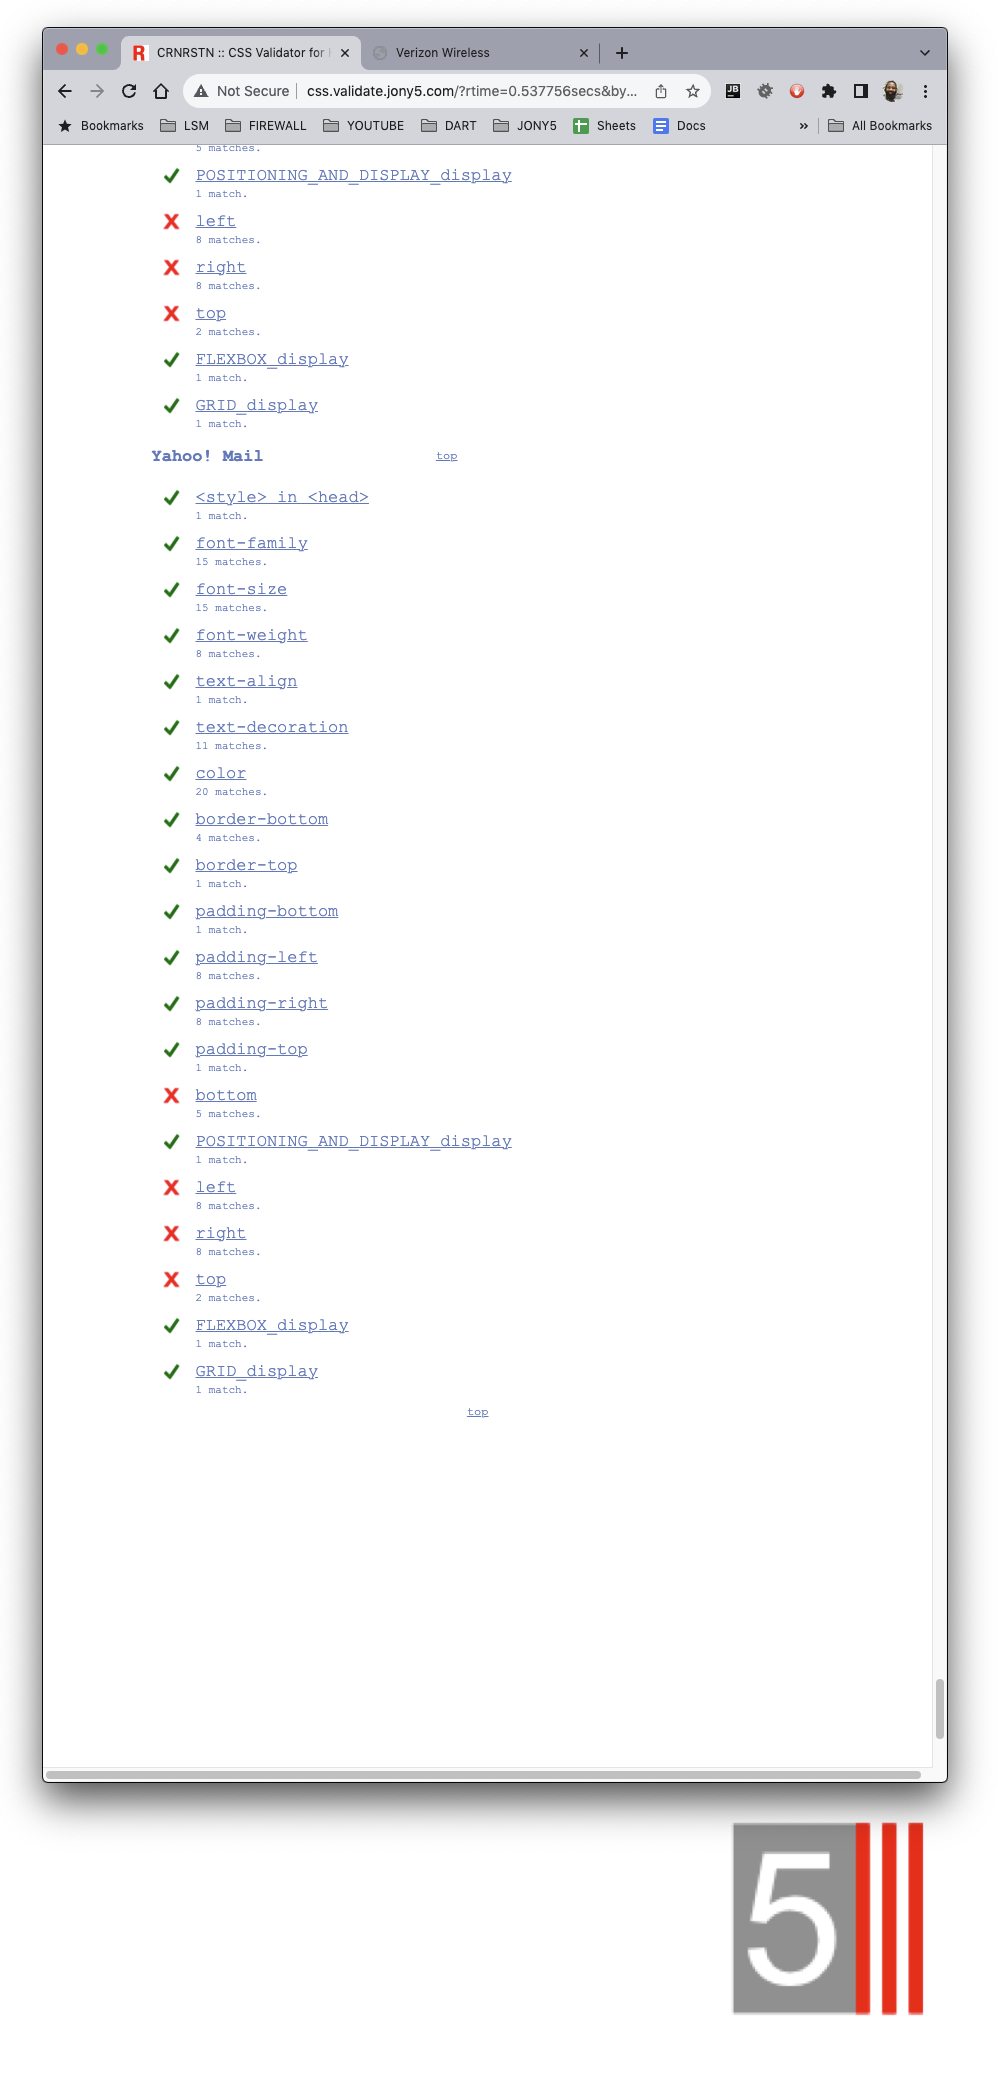 CRNRSTN :: CSS Validator for
Verizon Wireless
Not Secure
css.validate.jony5.com/?rtime=0.537756secs&by...
JB
Bookmarks
LSM
FIREWALL
YOUTUBE
DART
JONY5
Sheets
Docs
»
All Bookmarks
5 matches.
POSITIONING_AND_DISPLAY_display
1 match.
left
8 matches.
right
8 matches.
top
2 matches.
FLEXBOX_display
1 match.
GRID_display
1 match.
Yahoo! Mail top
<style> in <head>
1 match.
font-family
15 matches.
font-size
15 matches.
font-weight
8 matches.
text-align
1 match.
text-decoration
11 matches.
color
20 matches.
border-bottom
4 matches.
border-top
1 match.
padding-bottom
1 match.
padding-left
8 matches.
padding-right
8 matches.
padding-top
1 match.
bottom
5 matches.
POSITIONING_AND_DISPLAY_display
1 match.
left
8 matches.
right
8 matches.
top
2 matches.
FLEXBOX_display
1 match.
GRID_display
1 match.
top
5